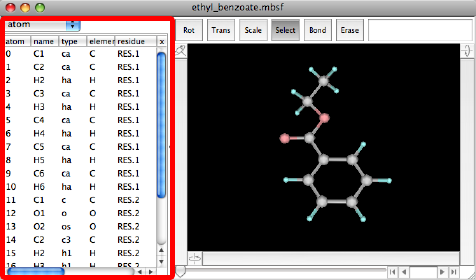 ethyl_benzoate.mbsf
atom
Rot Trans Scale Select Bond Erase
atom name type elemen residue x
0 C1 ca C RES.1
1 C2 ca C RES.1
2 H2 ha H RES.1
3 C3 ca C RES.1
4 H3 ha H RES.1
5 C4 ca C RES.1
6 H4 ha H RES.1
7 C5 ca C RES.1
8 H5 ha H RES.1
9 C6 ca C RES.1
10 H6 ha H RES.1
11 C1 c C RES.2
12 O1 o O RES.2
13 O2 os O RES.2
14 C2 c3 C RES.2
15 H2 h1 H RES.2
16 H3 h1 H RES.2